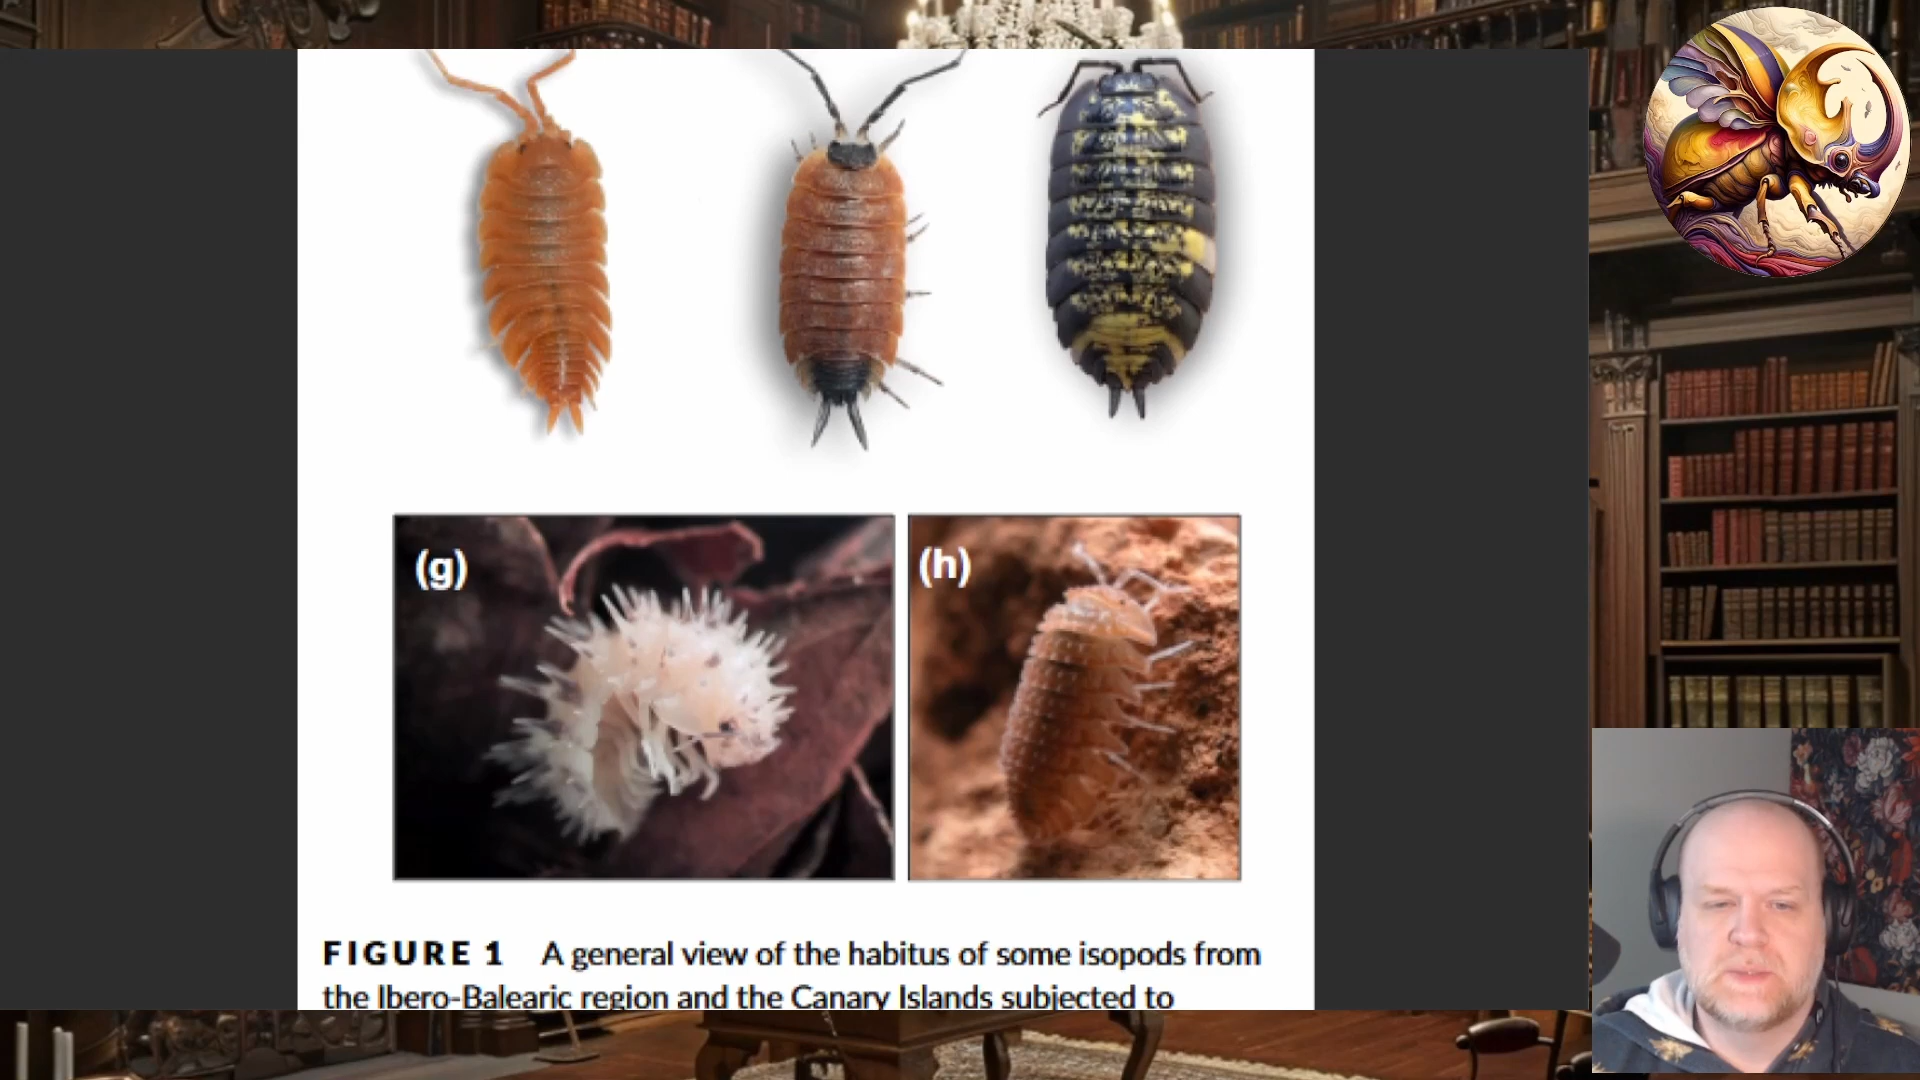 (g)
(h)
FIGURE 1 A general view of the habitus of some isopods from
the Ibero-Balearic region and the Canary Islands subjected to